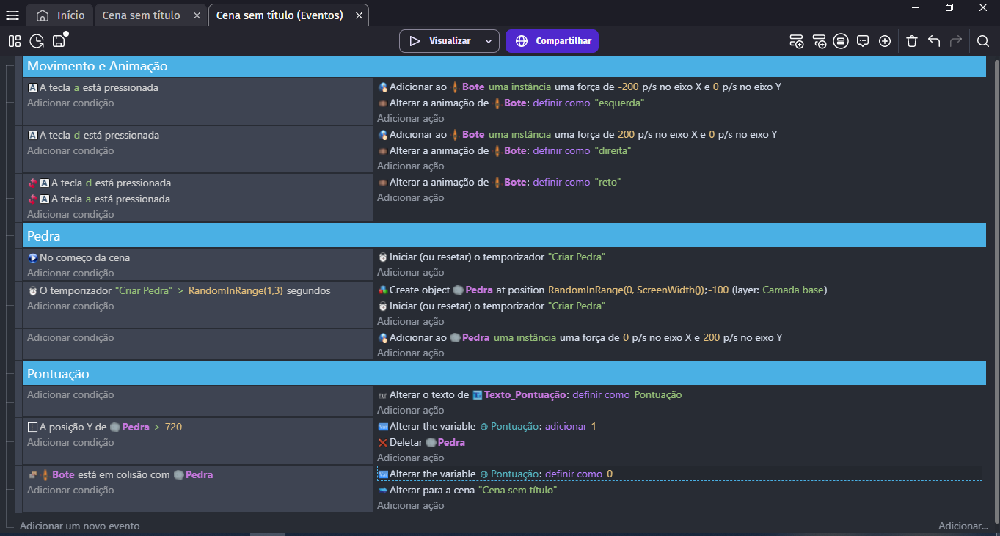 Início
Cena sem título
Cena sem título (Eventos)
Visualizar
Compartilhar
Movimento e Animação
A tecla a está pressionada
Adicionar condição
Adicionar ao Bote uma instância uma força de -200 p/s no eixo X e 0 p/s no eixo Y
Alterar a animação de Bote: definir como "esquerda"
Adicionar ação
A tecla d está pressionada
Adicionar condição
Adicionar ao Bote uma instância uma força de 200 p/s no eixo X e 0 p/s no eixo Y
Alterar a animação de Bote: definir como "direita"
Adicionar ação
A tecla d está pressionada
A tecla a está pressionada
Adicionar condição
Alterar a animação de Bote: definir como "reto"
Adicionar ação
Pedra
No começo da cena
Adicionar condição
Iniciar (ou resetar) o temporizador "Criar Pedra"
Adicionar ação
O temporizador "Criar Pedra" > RandomInRange(1,3) segundos
Adicionar condição
Create object Pedra at position RandomInRange(0, ScreenWidth());-100 (layer: Camada base)
Iniciar (ou resetar) o temporizador "Criar Pedra"
Adicionar ação
Adicionar condição
Adicionar ao Pedra uma instância uma força de 0 p/s no eixo X e 200 p/s no eixo Y
Adicionar ação
Pontuação
Adicionar condição
Alterar o texto de Texto_Pontuação: definir como Pontuação
Adicionar ação
A posição Y de Pedra > 720
Adicionar condição
Alterar the variable Pontuação: adicionar 1
Deletar Pedra
Adicionar ação
Bote está em colisão com Pedra
Adicionar condição
Alterar the variable Pontuação: definir como 0
Alterar para a cena "Cena sem título"
Adicionar ação
Adicionar um novo evento
Adicionar...